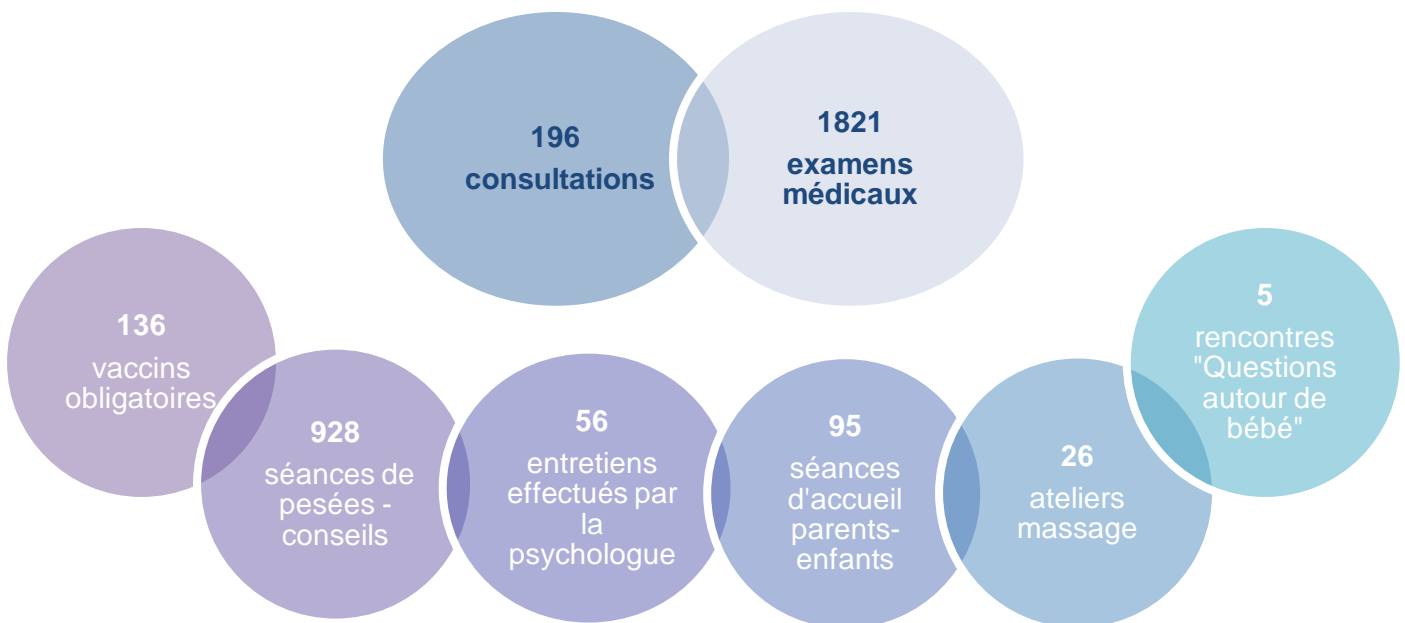 196
consultations
1821
examens
médicaux
136
vaccins
obligatoires
928
séances de
pesées -
conseils
56
entretiens
effectués par
la
psychologue
95
séances
d'accueil
parents-
enfants
26
ateliers
massage
5
rencontres
"Questions
autour de
bébé"